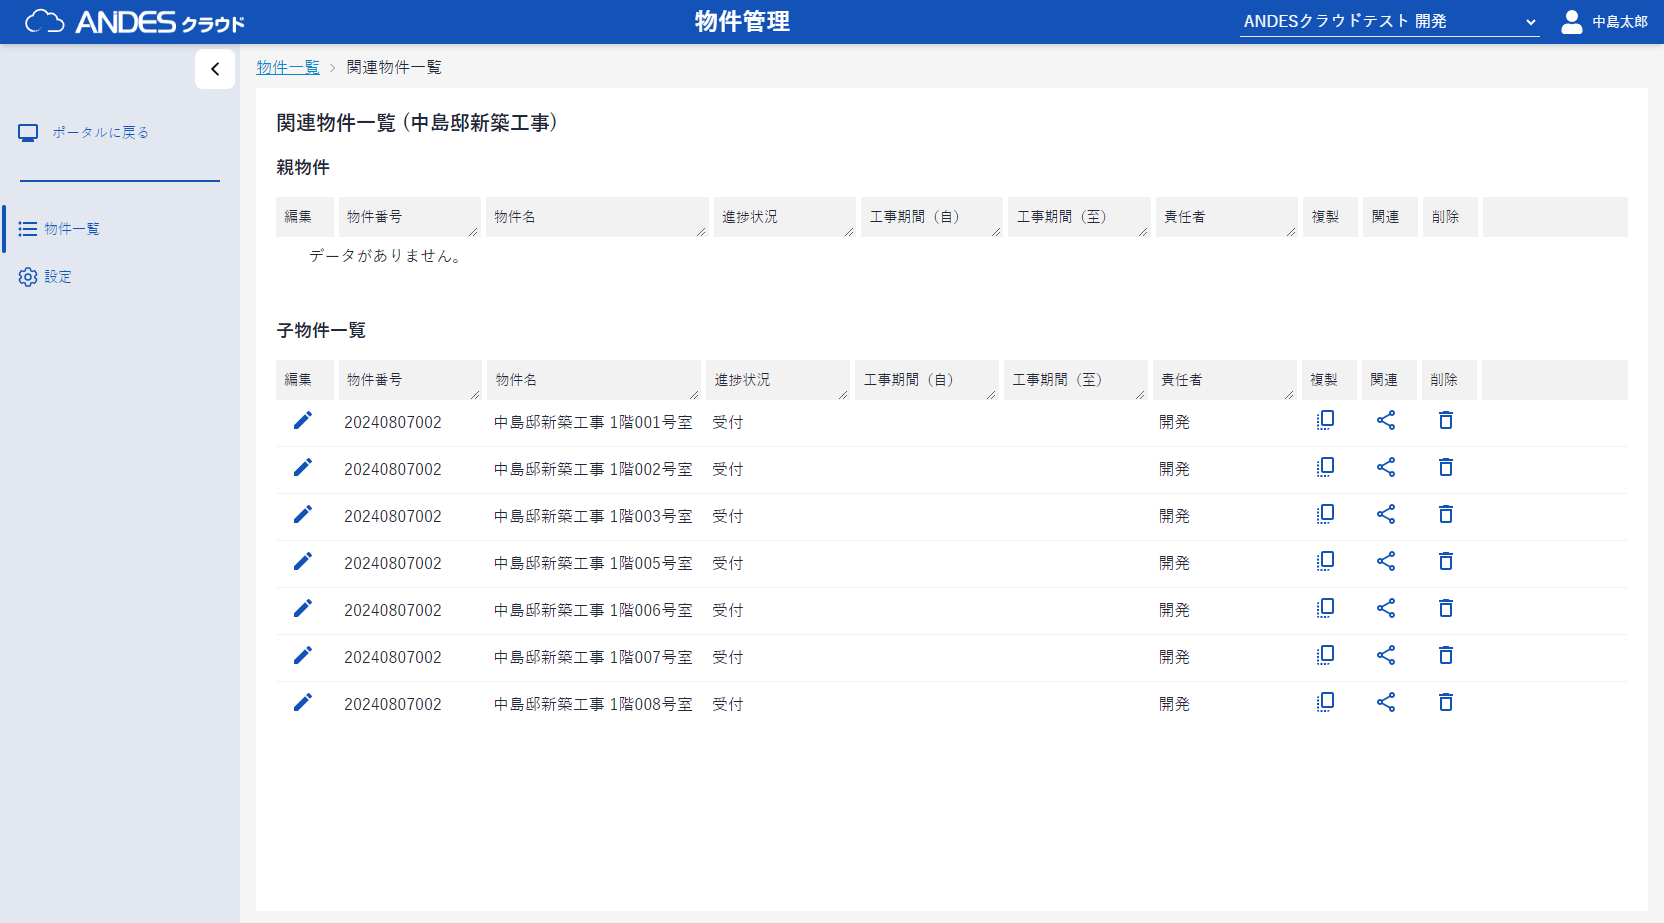 ANDES クラウド
物件管理
ANDESクラウドテスト 開発
中島太郎
物件一覧 > 関連物件一覧
ポータルに戻る
物件一覧
設定
関連物件一覧 (中島邸新築工事)
親物件
編集 物件番号 物件名 進捗状況 工事期間（自） 工事期間（至） 責任者 複製 関連 削除
データがありません。
子物件一覧
編集 物件番号 物件名 進捗状況 工事期間（自） 工事期間（至） 責任者 複製 関連 削除
20240807002 中島邸新築工事 1階001号室 受付 開発
20240807002 中島邸新築工事 1階002号室 受付 開発
20240807002 中島邸新築工事 1階003号室 受付 開発
20240807002 中島邸新築工事 1階005号室 受付 開発
20240807002 中島邸新築工事 1階006号室 受付 開発
20240807002 中島邸新築工事 1階007号室 受付 開発
20240807002 中島邸新築工事 1階008号室 受付 開発